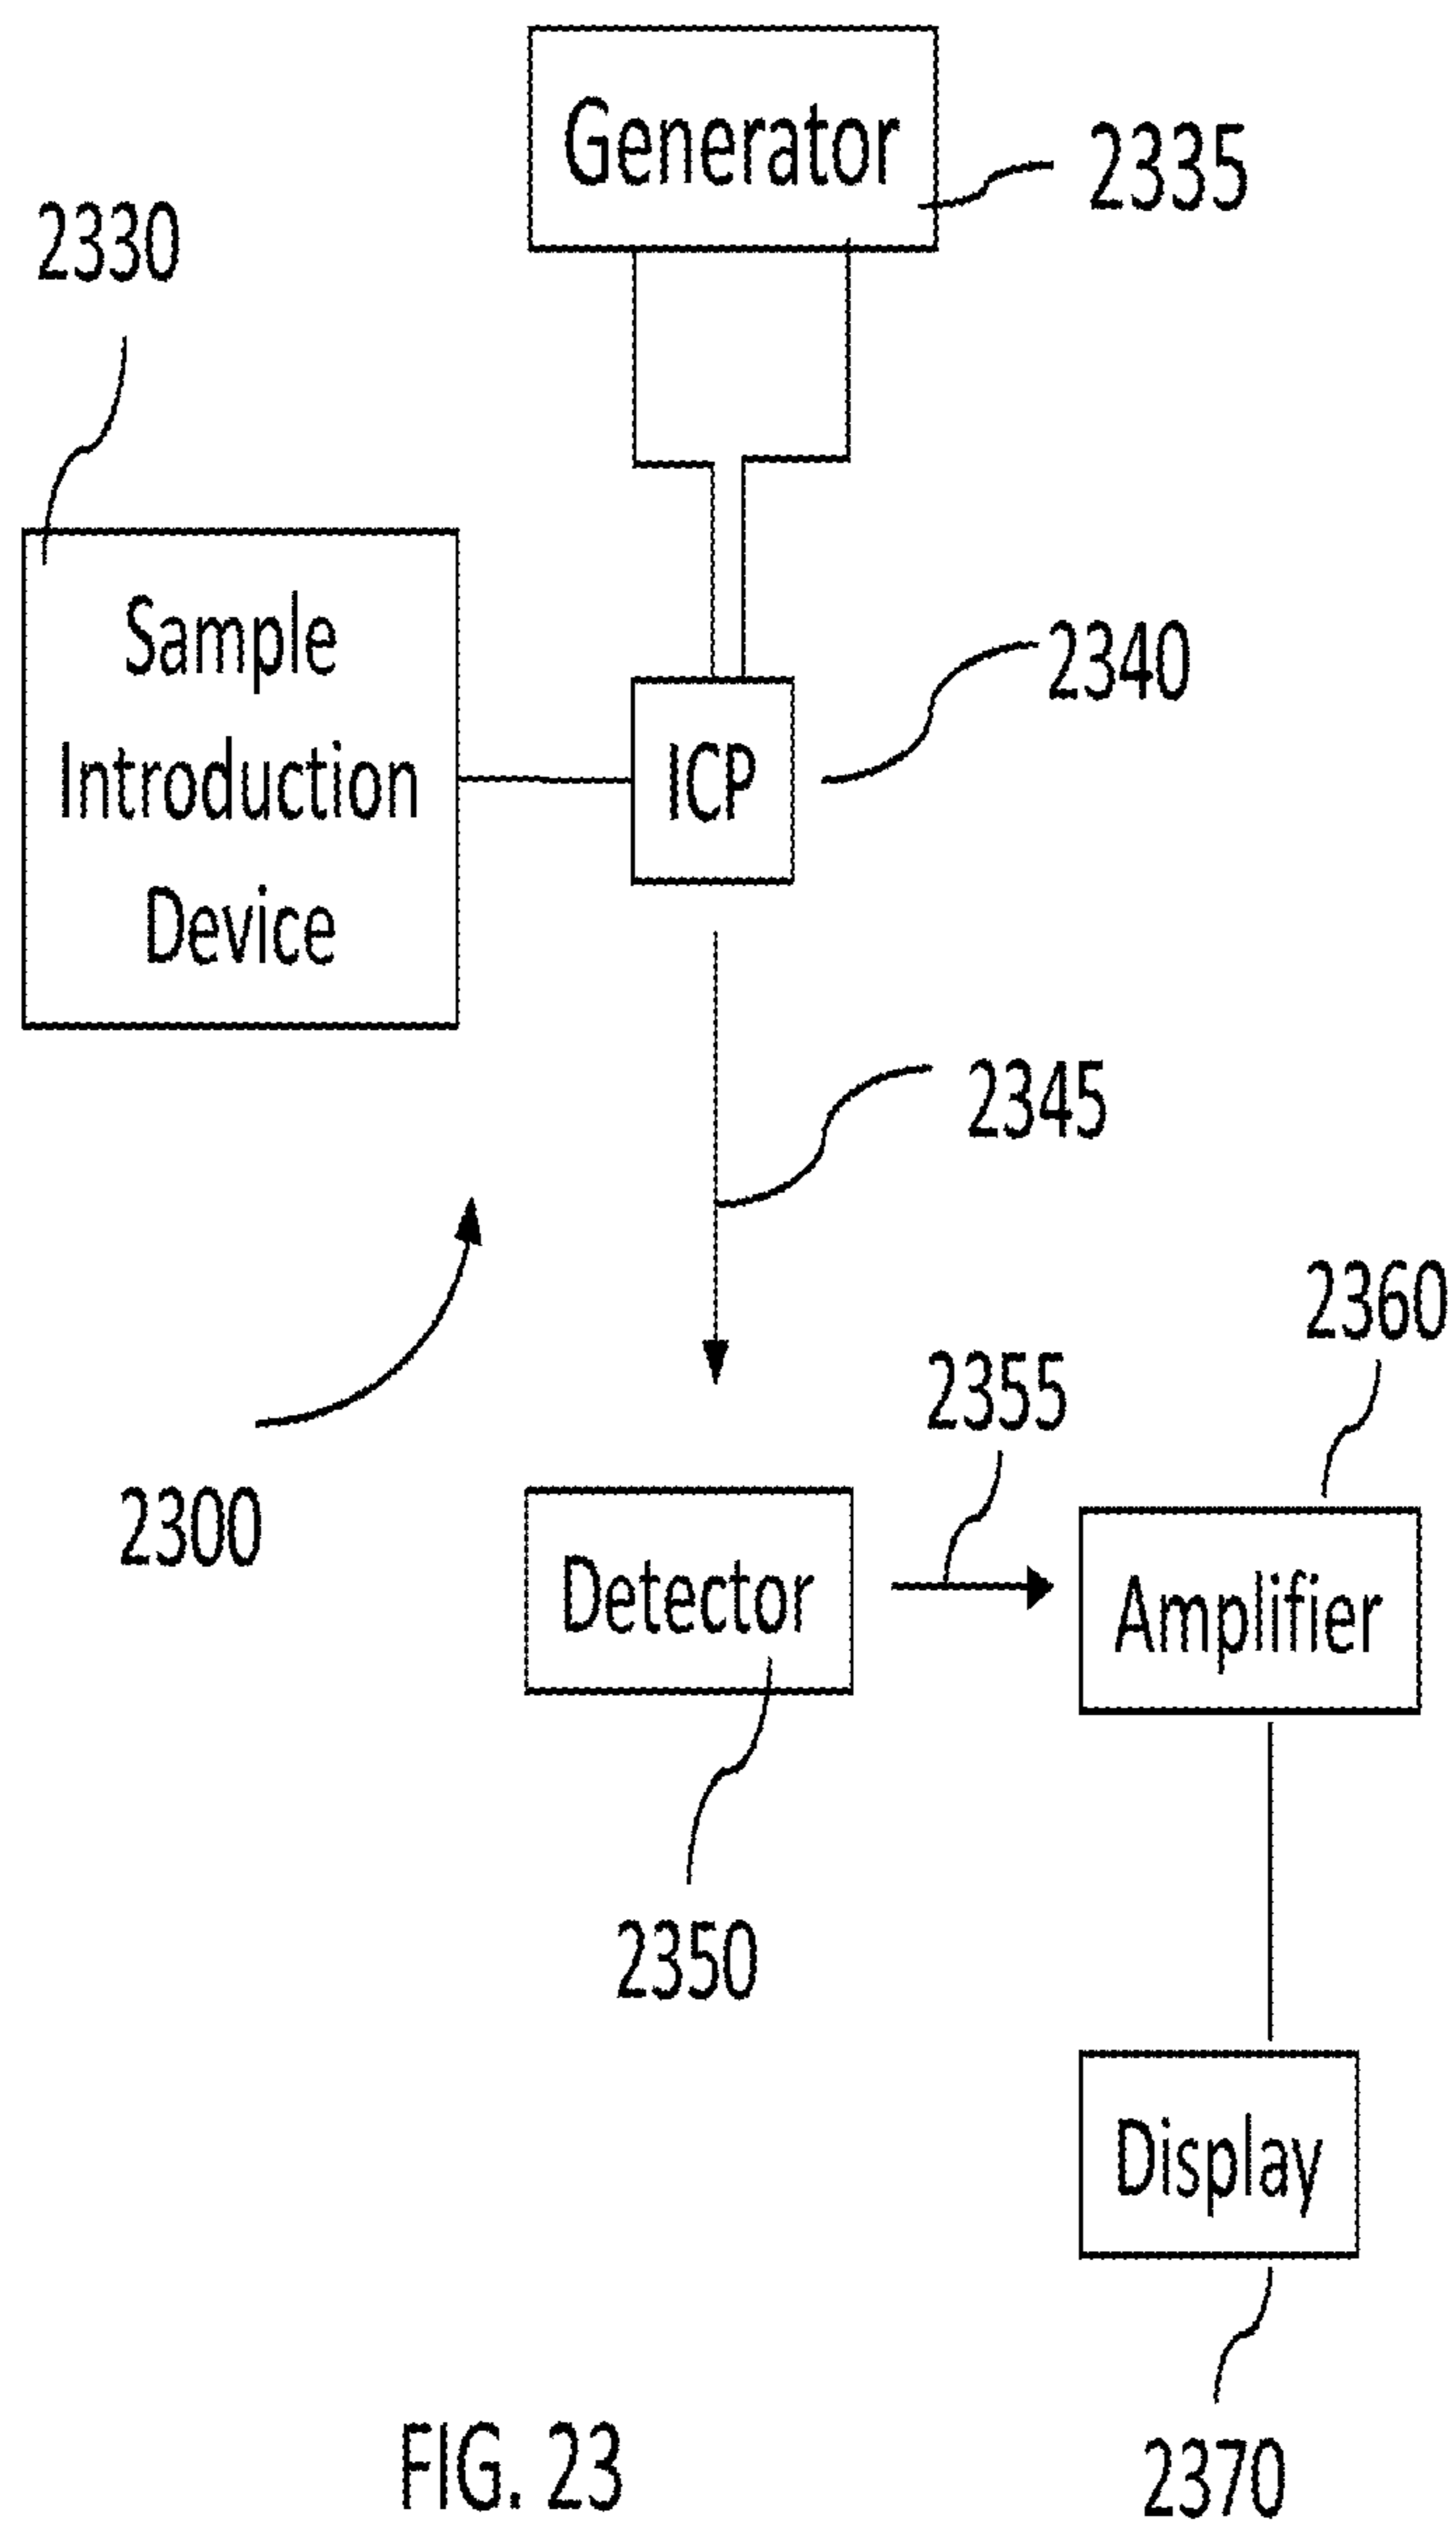 Generator
2335
2330
Sample
Introduction
Device
ICP
2340
2345
2300
2355
2360
Detector
Amplifier
2350
Display
2370
FIG. 23